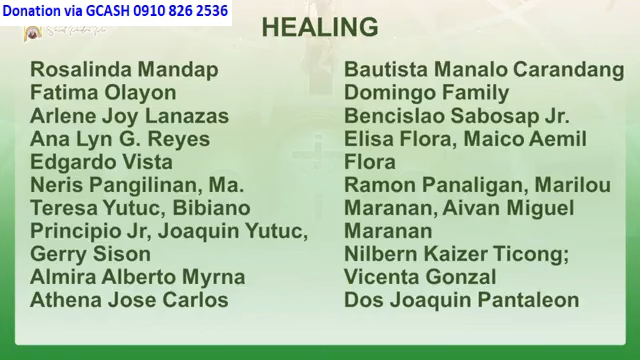 Donation via GCASH 0910 826 2536
HEALING
Rosalinda Mandap
Fatima Olayon
Arlene Joy Lanazas
Ana Lyn G. Reyes
Edgardo Vista
Neris Pangilinan, Ma.
Teresa Yutuc, Bibiano
Principio Jr, Joaquin Yutuc,
Gerry Sison
Almira Alberto Myrna
Athena Jose Carlos
Bautista Manalo Carandang
Domingo Family
Bencislao Sabosap Jr.
Elisa Flora, Maico Aemil
Flora
Ramon Panaligan, Marilou
Maranan, Aivan Miguel
Maranan
Nilbern Kaizer Ticong;
Vicenta Gonzal
Dos Joaquin Pantaleon